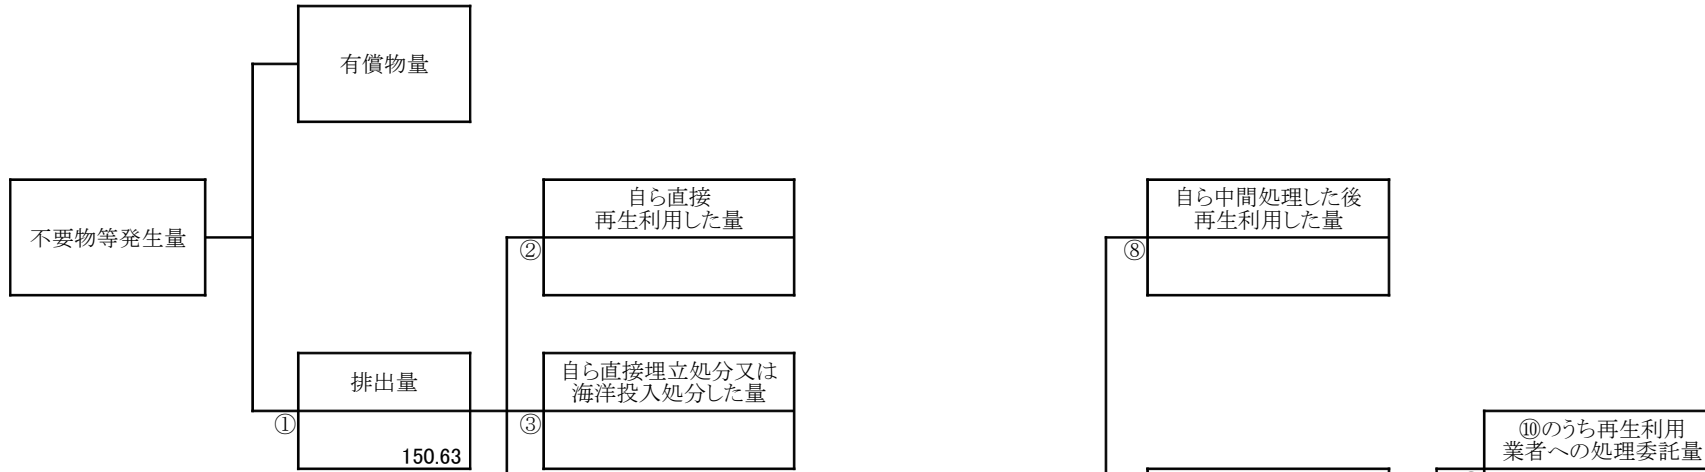 有償物量
不要物等発生量
自ら直接
再生利用した量
②
自ら中間処理した後
再生利用した量
⑧
排出量
①
150.63
自ら直接埋立処分又は
海洋投入処分した量
③
⑩のうち再生利用
業者への処理委託量